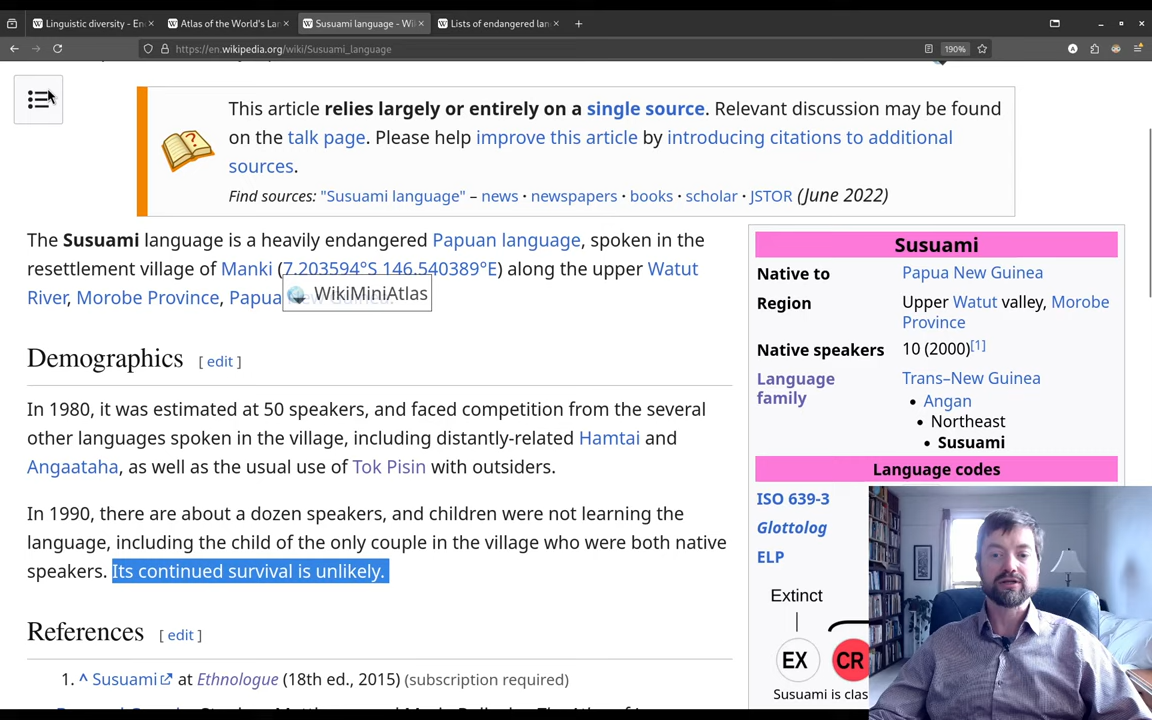 Linguistic diversity - En
Atlas of the World's La
Susuami language - Wi
Lists of endangered lan
https://en.wikipedia.org/wiki/Susuami_language
190%
This article relies largely or entirely on a single source. Relevant discussion may be found
on the talk page. Please help improve this article by introducing citations to additional
sources.
Find sources: "Susuami language" – news · newspapers · books · scholar · JSTOR (June 2022)
The Susuami language is a heavily endangered Papuan language, spoken in the
resettlement village of Manki (7.203594°S 146.540389°E) along the upper Watut
River, Morobe Province, Papua
WikiMiniAtlas
Demographics [ edit ]
In 1980, it was estimated at 50 speakers, and faced competition from the several
other languages spoken in the village, including distantly-related Hamtai and
Angaataha, as well as the usual use of Tok Pisin with outsiders.
In 1990, there are about a dozen speakers, and children were not learning the
language, including the child of the only couple in the village who were both native
speakers. Its continued survival is unlikely.
References [ edit ]
1. ^ Susuami at Ethnologue (18th ed., 2015) (subscription required)
Susuami
Native to Papua New Guinea
Region Upper Watut valley, Morobe
Province
Native speakers 10 (2000)[1]
Language Trans–New Guinea
family
• Angan
• Northeast
• Susuami
Language codes
ISO 639-3
Glottolog
ELP
Extinct
EX CR
Susuami is clas